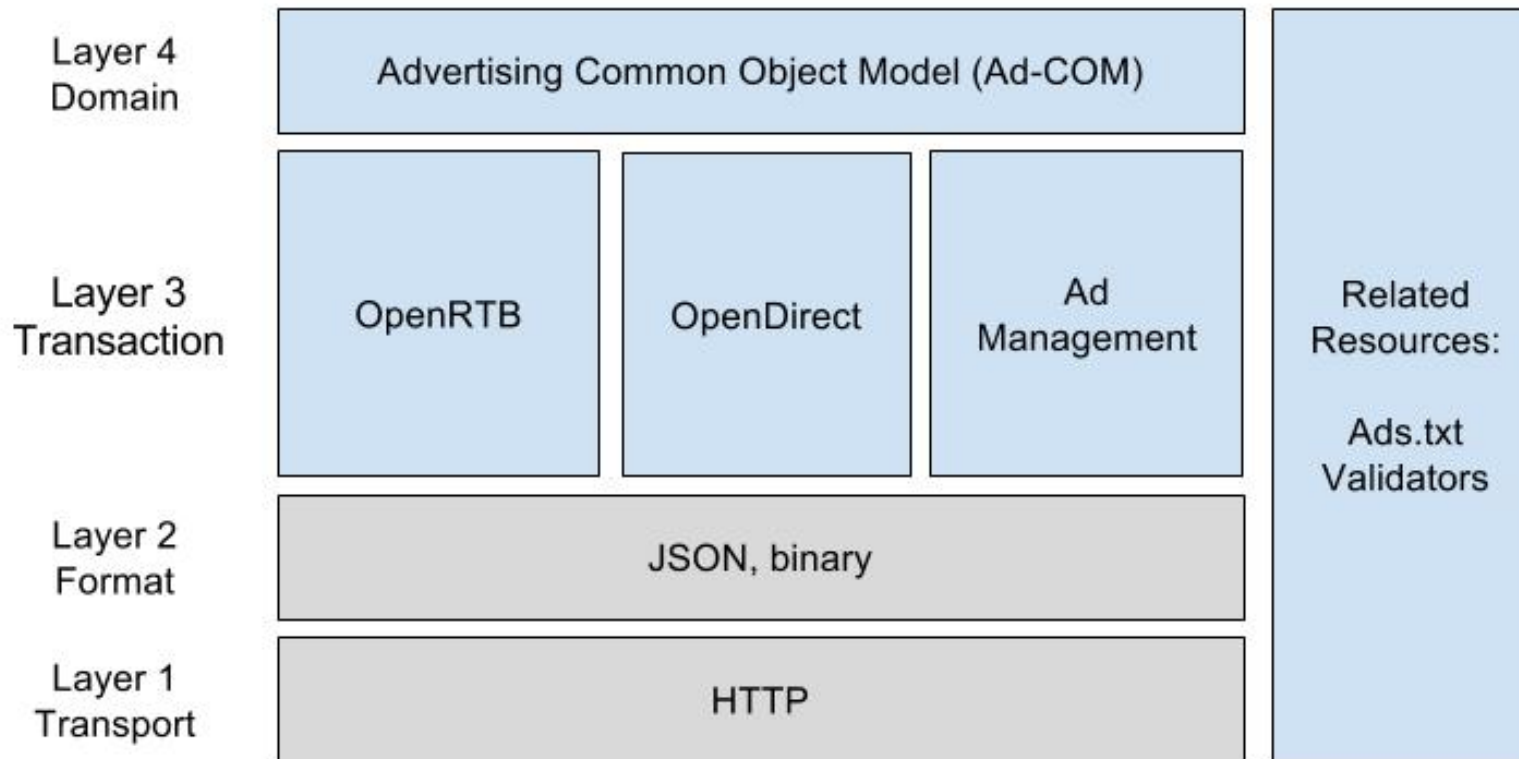 Layer 4
Domain
Advertising Common Object Model (Ad-COM)
Layer 3
Transaction
OpenRTB
OpenDirect
Ad
Management
Related
Resources:
Ads.txt
Validators
Layer 2
Format
JSON, binary
Layer 1
Transport
HTTP